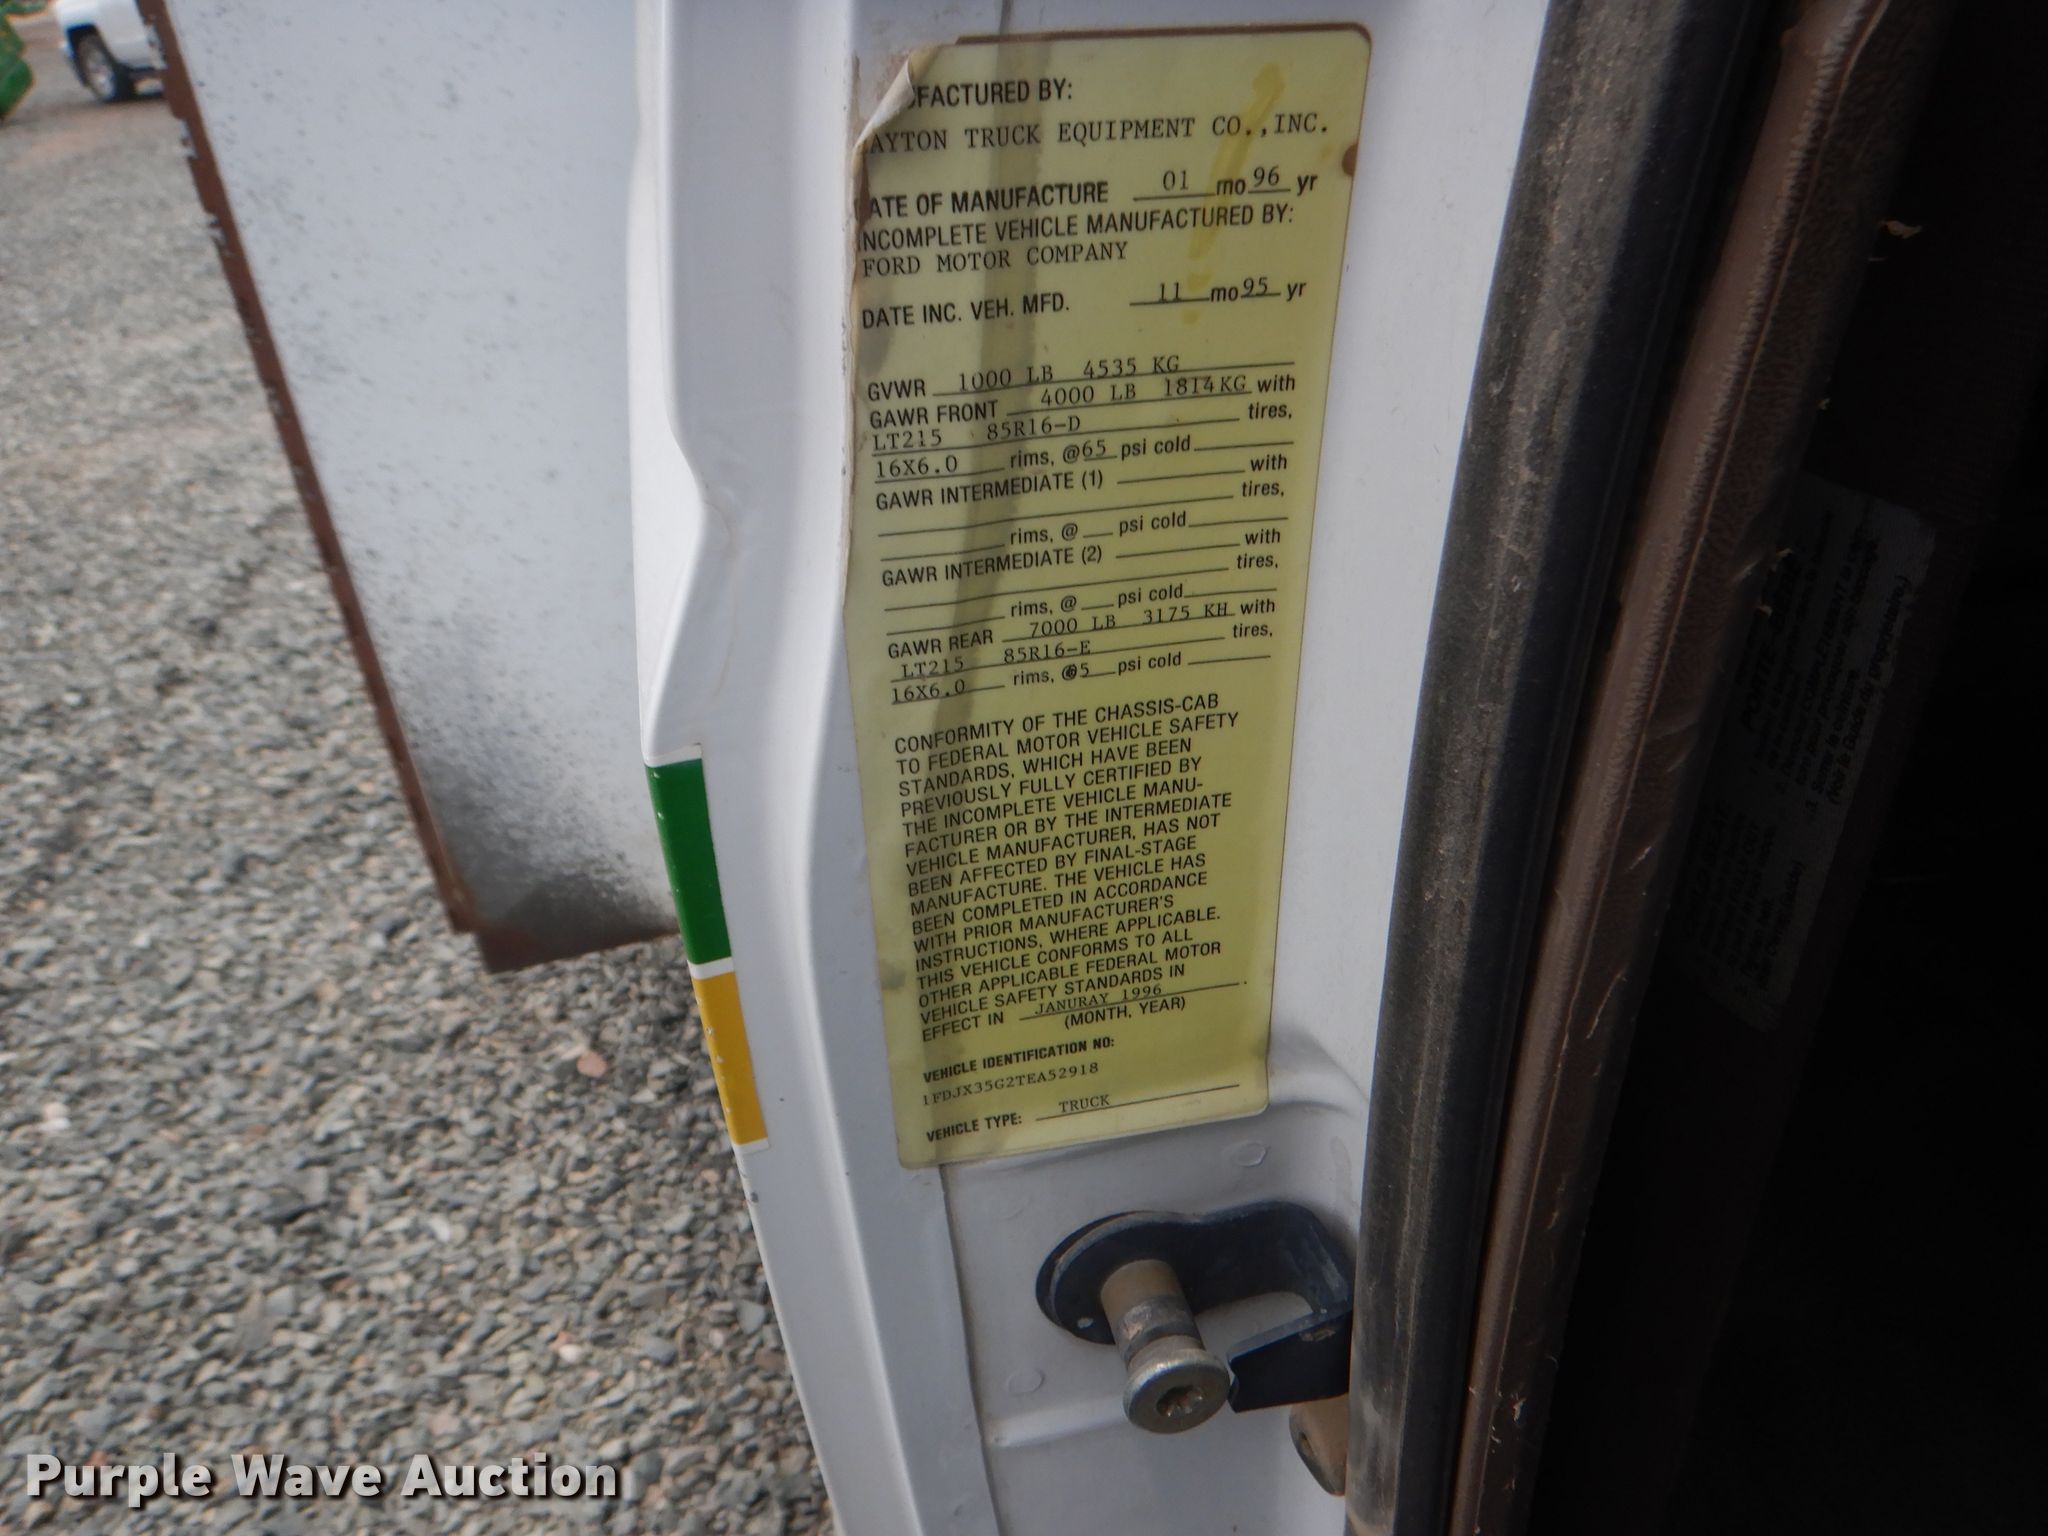 UFACTURED BY:
AYTON TRUCK EQUIPMENT CO.,INC.
ATE OF MANUFACTURE 01 mo 96 yr
INCOMPLETE VEHICLE MANUFACTURED BY:
FORD MOTOR COMPANY
DATE INC. VEH. MFD. 11 mo 95 yr
GVWR 1000 LB 4535 KG
GAWR FRONT 4000 LB 1814KG with
LT215 85R16-D tires,
16X6.0 rims, @65 psi cold
GAWR INTERMEDIATE (1) with
tires,
rims, @ psi cold
GAWR INTERMEDIATE (2) with
tires,
rims, @ psi cold
GAWR REAR 7000 LB 3175 KH with
LT215 85R16-E tires,
16X6.0 rims, @65 psi cold
CONFORMITY OF THE CHASSIS-CAB
TO FEDERAL MOTOR VEHICLE SAFETY
STANDARDS, WHICH HAVE BEEN
PREVIOUSLY FULLY CERTIFIED BY
THE INCOMPLETE VEHICLE MANU-
FACTURER OR BY THE INTERMEDIATE
VEHICLE MANUFACTURER, HAS NOT
BEEN AFFECTED BY FINAL-STAGE
MANUFACTURE. THE VEHICLE HAS
BEEN COMPLETED IN ACCORDANCE
WITH PRIOR MANUFACTURER'S
INSTRUCTIONS, WHERE APPLICABLE.
THIS VEHICLE CONFORMS TO ALL
OTHER APPLICABLE FEDERAL MOTOR
VEHICLE SAFETY STANDARDS IN
EFFECT IN JANURAY 1996.
(MONTH, YEAR)
VEHICLE IDENTIFICATION NO:
1FDJX35G2TEA52918
VEHICLE TYPE: TRUCK
Purple Wave Auction